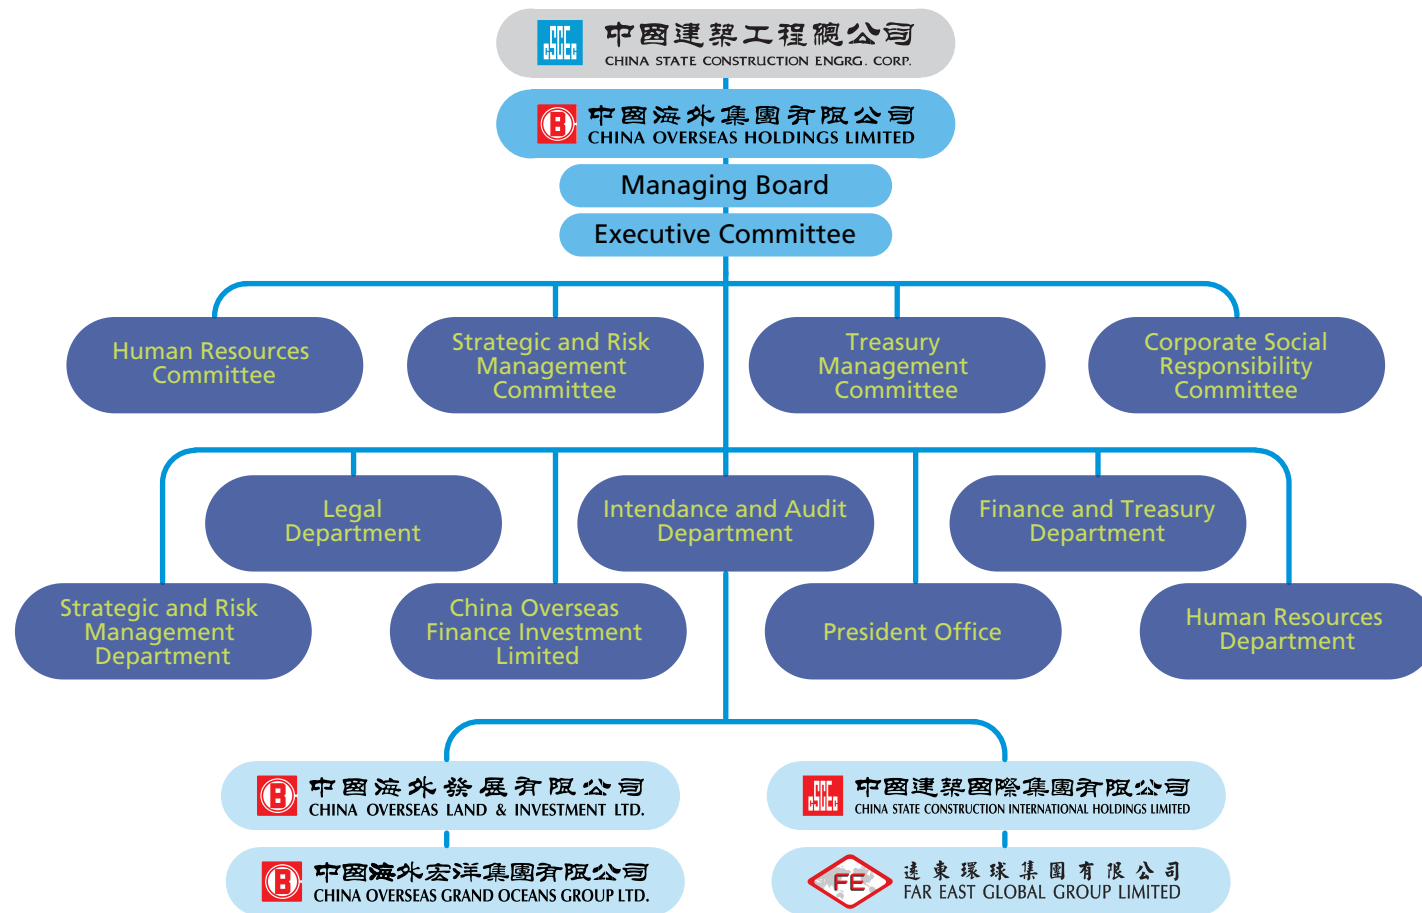 CSCEC
中國建築工程總公司
CHINA STATE CONSTRUCTION ENGRG. CORP.
中國海外集團有限公司
CHINA OVERSEAS HOLDINGS LIMITED
Managing Board
Executive Committee
Human Resources
Committee
Strategic and Risk
Management
Committee
Treasury
Management
Committee
Corporate Social
Responsibility
Committee
Legal
Department
Intendance and Audit
Department
Finance and Treasury
Department
Strategic and Risk
Management
Department
China Overseas
Finance Investment
Limited
President Office
Human Resources
Department
中國海外發展有限公司
CHINA OVERSEAS LAND & INVESTMENT LTD.
CSCEC
中國建築國際集團有限公司
CHINA STATE CONSTRUCTION INTERNATIONAL HOLDINGS LIMITED
中國海外宏洋集團有限公司
CHINA OVERSEAS GRAND OCEANS GROUP LTD.
FE
遠東環球集團有限公司
FAR EAST GLOBAL GROUP LIMITED